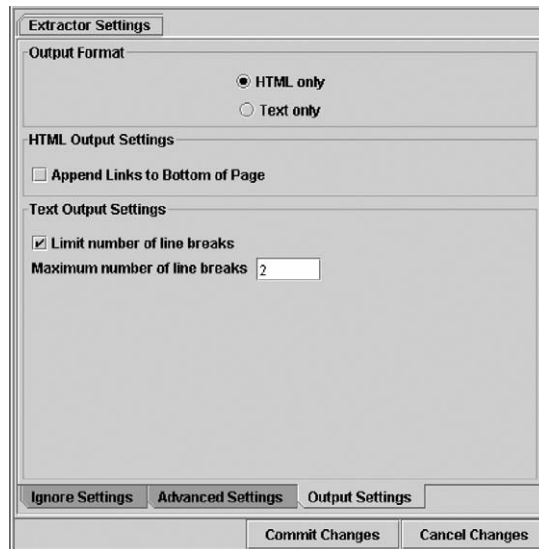 Extractor Settings
Output Format
HTML only
Text only
HTML Output Settings
Append Links to Bottom of Page
Text Output Settings
Limit number of line breaks
Maximum number of line breaks 2
Ignore Settings Advanced Settings Output Settings
Commit Changes Cancel Changes